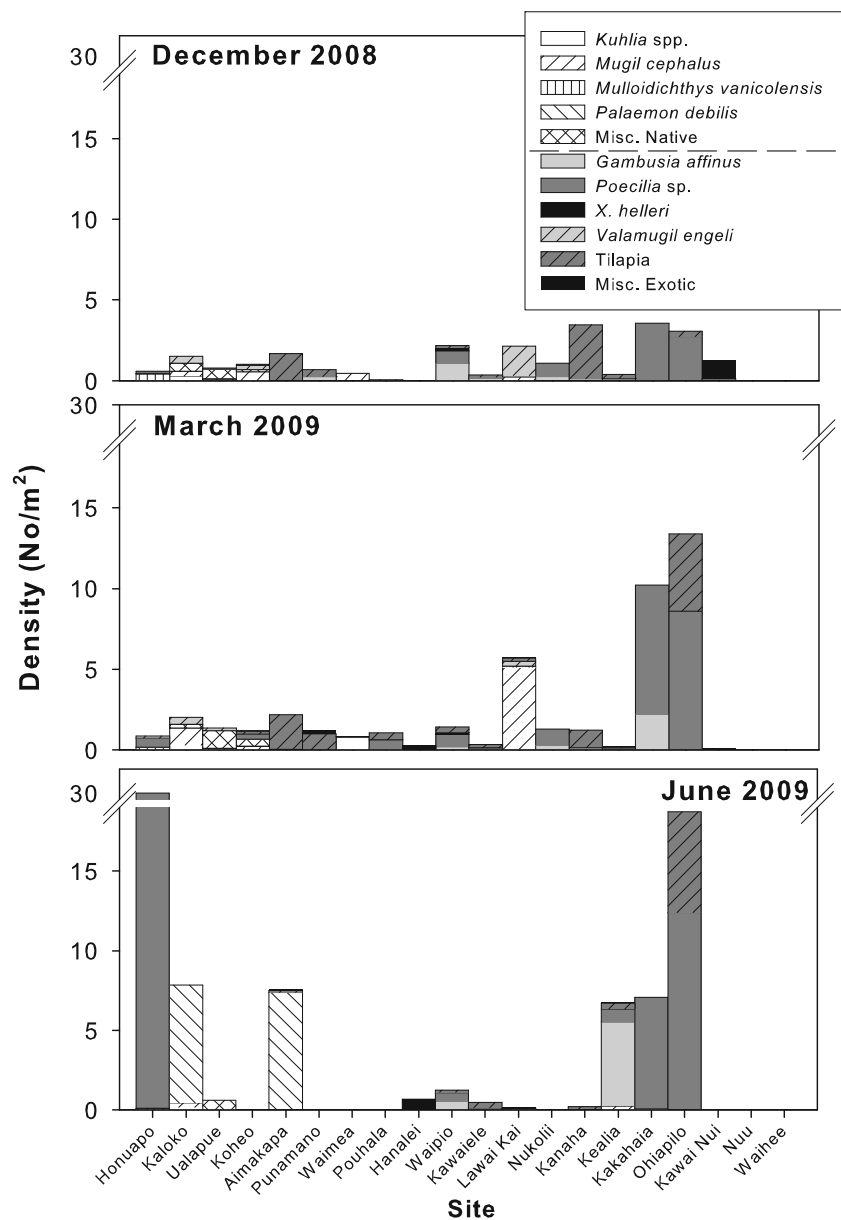 30
15
10
5
0
December 2008
Kuhlia spp.
Mugil cephalus
Mulloidichthys vanicolensis
Palaemon debilis
Misc. Native
Gambusia affinus
Poecilia sp.
X. helleri
Valamugil engeli
Tilapia
Misc. Exotic
Density (No/m²)
30
15
10
5
0
March 2009
30
15
10
5
0
June 2009
Honuapo
Kaloko
Ualapue
Koheo
Aimakapa
Punamano
Waimea
Pouhala
Hanalei
Waipio
Kawaiele
Lawai Kai
Nukolii
Kanaha
Kealia
Kakahaia
Ohiapilo
Kawai Nui
Nuu
Waihee
Site